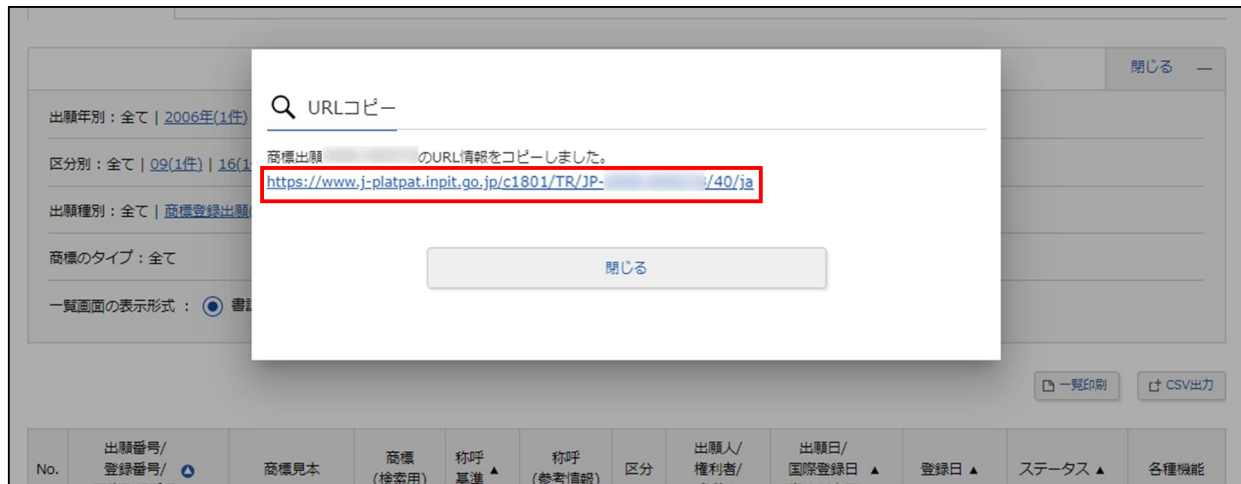 閉じる —
URLコピー
出願年別：全て | 2006年(1件)
商標出願 のURL情報をコピーしました。
区分別：全て | 09(1件) | 16(1
https://www.j-platpat.inpit.go.jp/c1801/TR/JP- /40/ja
出願種別：全て | 商標登録出願(
商標のタイプ：全て
閉じる
一覧画面の表示形式 ： 書
一覧印刷 CSV出力
出願番号/ 商標 称呼 称呼 出願人/ 出願日/
No. 登録番号/ 商標見本 (検索用) 基準 ▲ (参考情報) 区分 権利者/ 国際登録日 ▲ 登録日 ▲ ステータス ▲ 各種機能